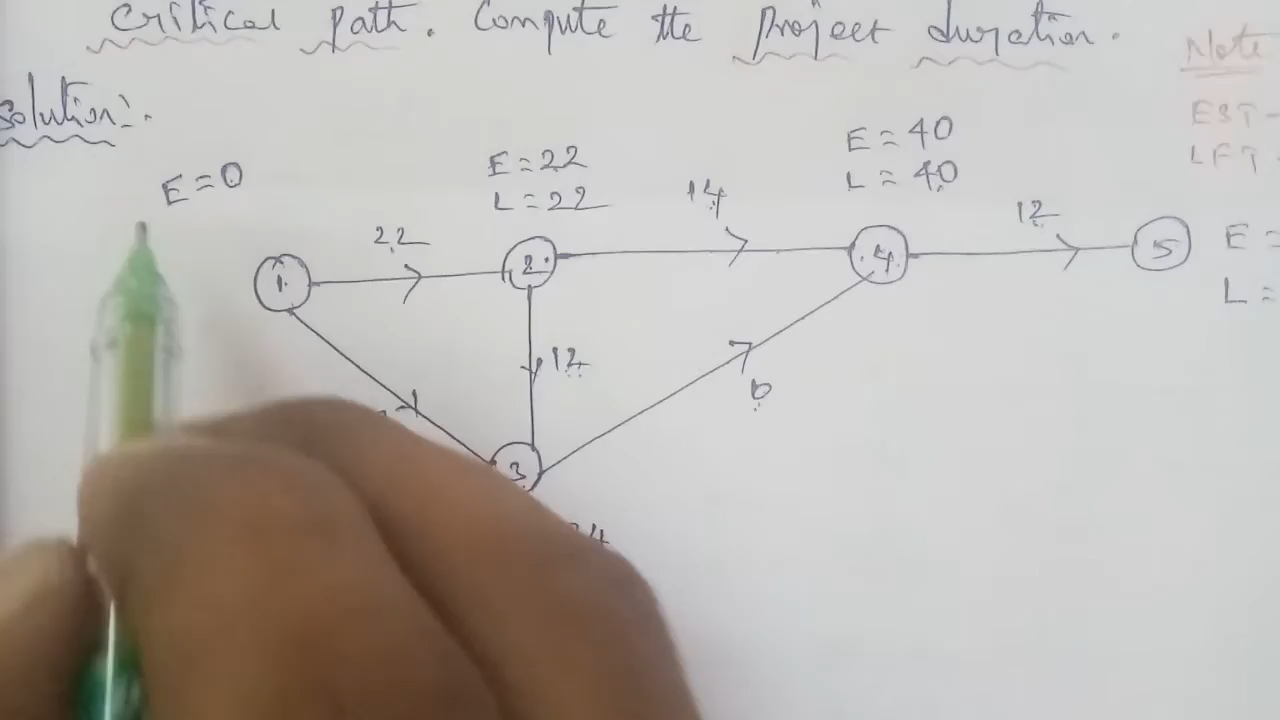 critical path. Compute the project duration.
Note
solution:.
EST-
LFT-
E = 0
E = 22
L = 22
E = 40
L = 40
22
14
12
1
2
4
5
E =
L =
12
6
3
34